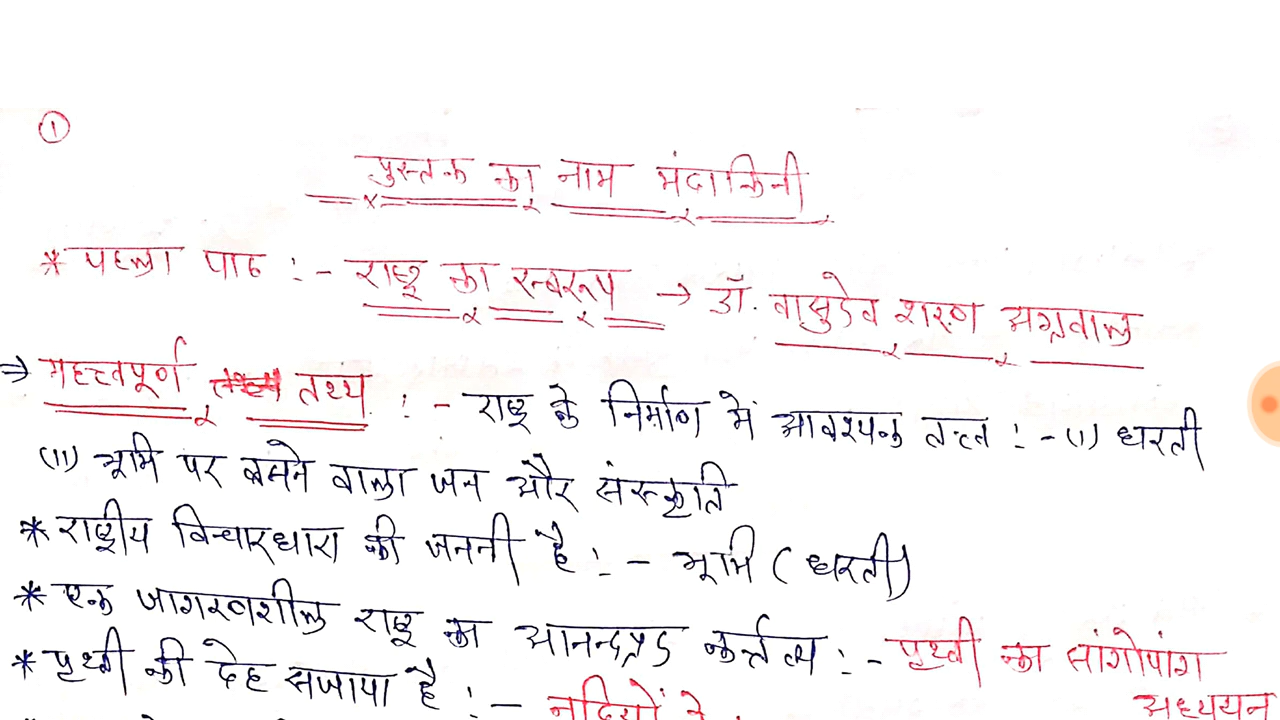 १
पुस्तक का नाम मंदाकिनी
* पहला पाठ :- राष्ट्र का स्वरूप → डॉ. वासुदेव शरण अग्रवाल
⇒ महत्त्वपूर्ण तथ्य :- राष्ट्र के निर्माण में आवश्यक तत्त्व :- (i) धरती
(ii) भूमि पर बसने वाला जन और संस्कृति
* राष्ट्रीय विचारधारा की जननी है :- भूमि (धरती)
* एक जागरणशील राष्ट्र का आनन्दप्रद कर्त्तव्य :- पृथ्वी का सांगोपांग
अध्ययन
* पृथ्वी की देह सजाया है :- नदियों ने